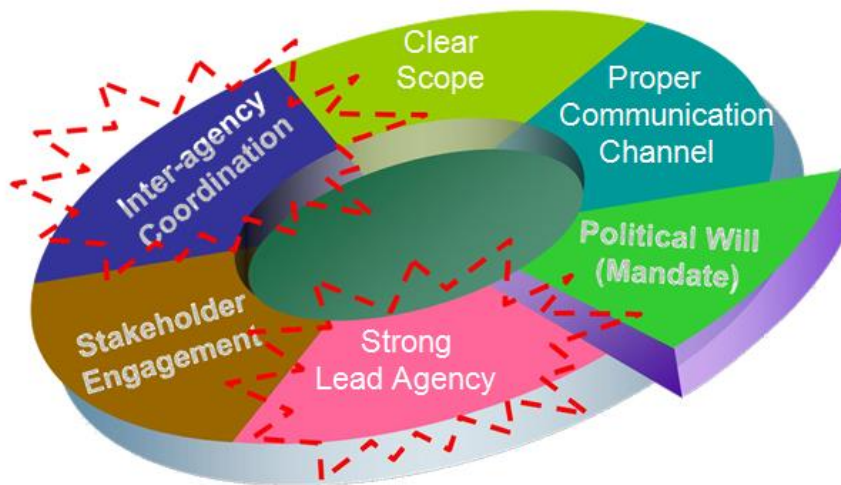 Clear
Scope
Proper
Communication
Channel
Inter-agency
Coordination
Political Will
(Mandate)
Stakeholder
Engagement
Strong
Lead Agency